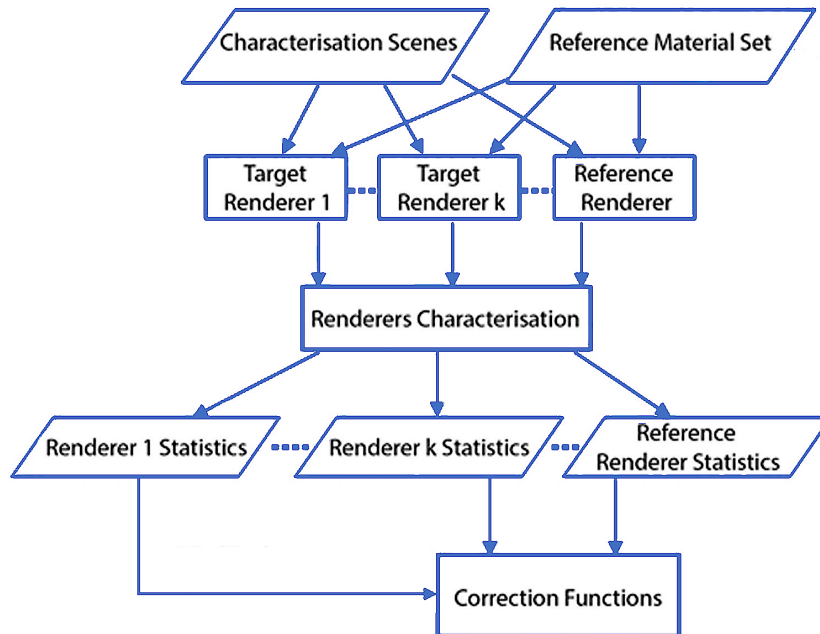 Characterisation Scenes
Reference Material Set
Target
Renderer 1
Target
Renderer k
Reference
Renderer
Renderers Characterisation
Renderer 1 Statistics
Renderer k Statistics
Reference
Renderer Statistics
Correction Functions